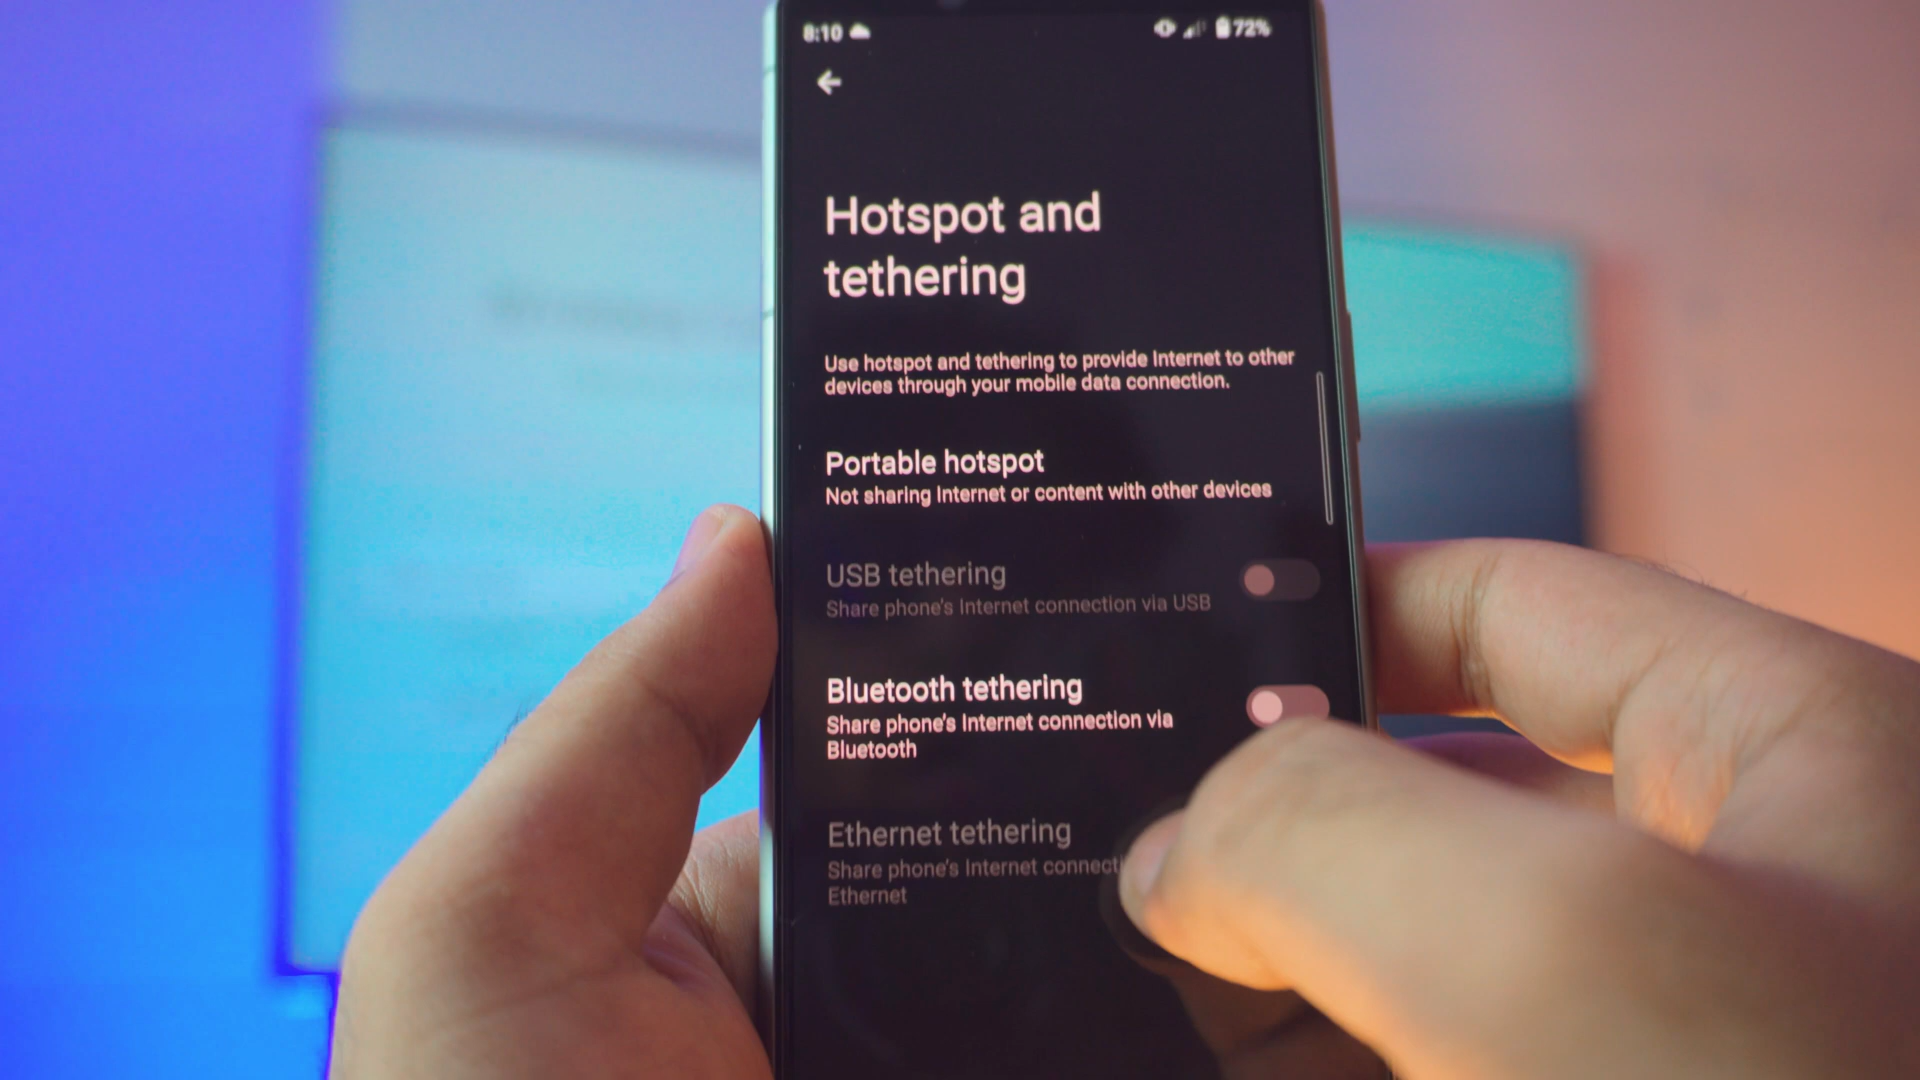 8:10 72%
Hotspot and
tethering
Use hotspot and tethering to provide Internet to other
devices through your mobile data connection.
Portable hotspot
Not sharing Internet or content with other devices
USB tethering
Share phone's Internet connection via USB
Bluetooth tethering
Share phone's Internet connection via
Bluetooth
Ethernet tethering
Share phone's Internet
Ethernet